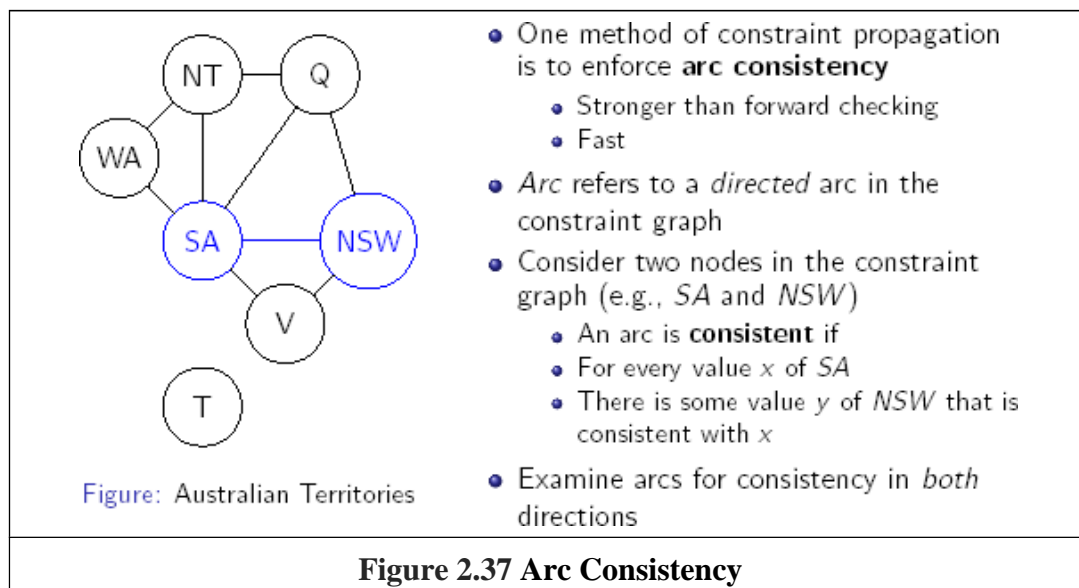 NT
Q
WA
SA
NSW
V
T
Figure: Australian Territories
One method of constraint propagation
is to enforce arc consistency
Stronger than forward checking
Fast
Arc refers to a directed arc in the
constraint graph
Consider two nodes in the constraint
graph (e.g., SA and NSW)
An arc is consistent if
For every value x of SA
There is some value y of NSW that is
consistent with x
Examine arcs for consistency in both
directions
Figure 2.37 Arc Consistency